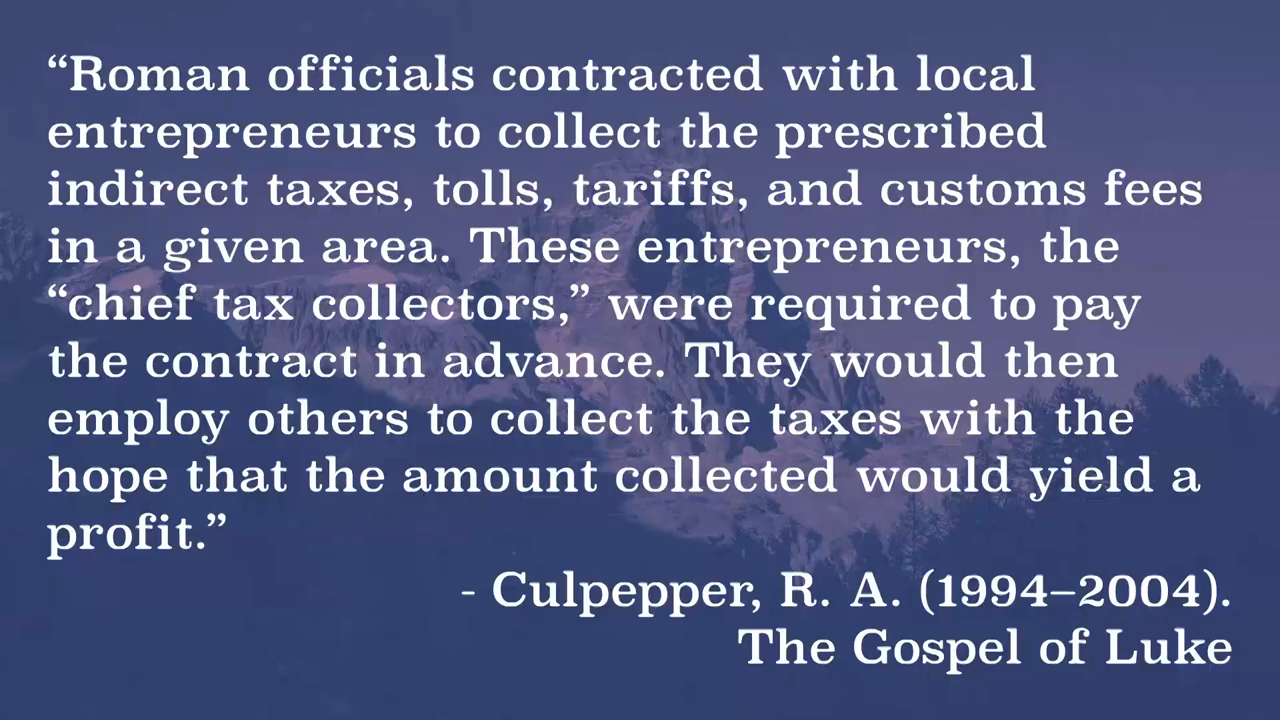 “Roman officials contracted with local
entrepreneurs to collect the prescribed
indirect taxes, tolls, tariffs, and customs fees
in a given area. These entrepreneurs, the
“chief tax collectors,” were required to pay
the contract in advance. They would then
employ others to collect the taxes with the
hope that the amount collected would yield a
profit.”
- Culpepper, R. A. (1994–2004).
The Gospel of Luke